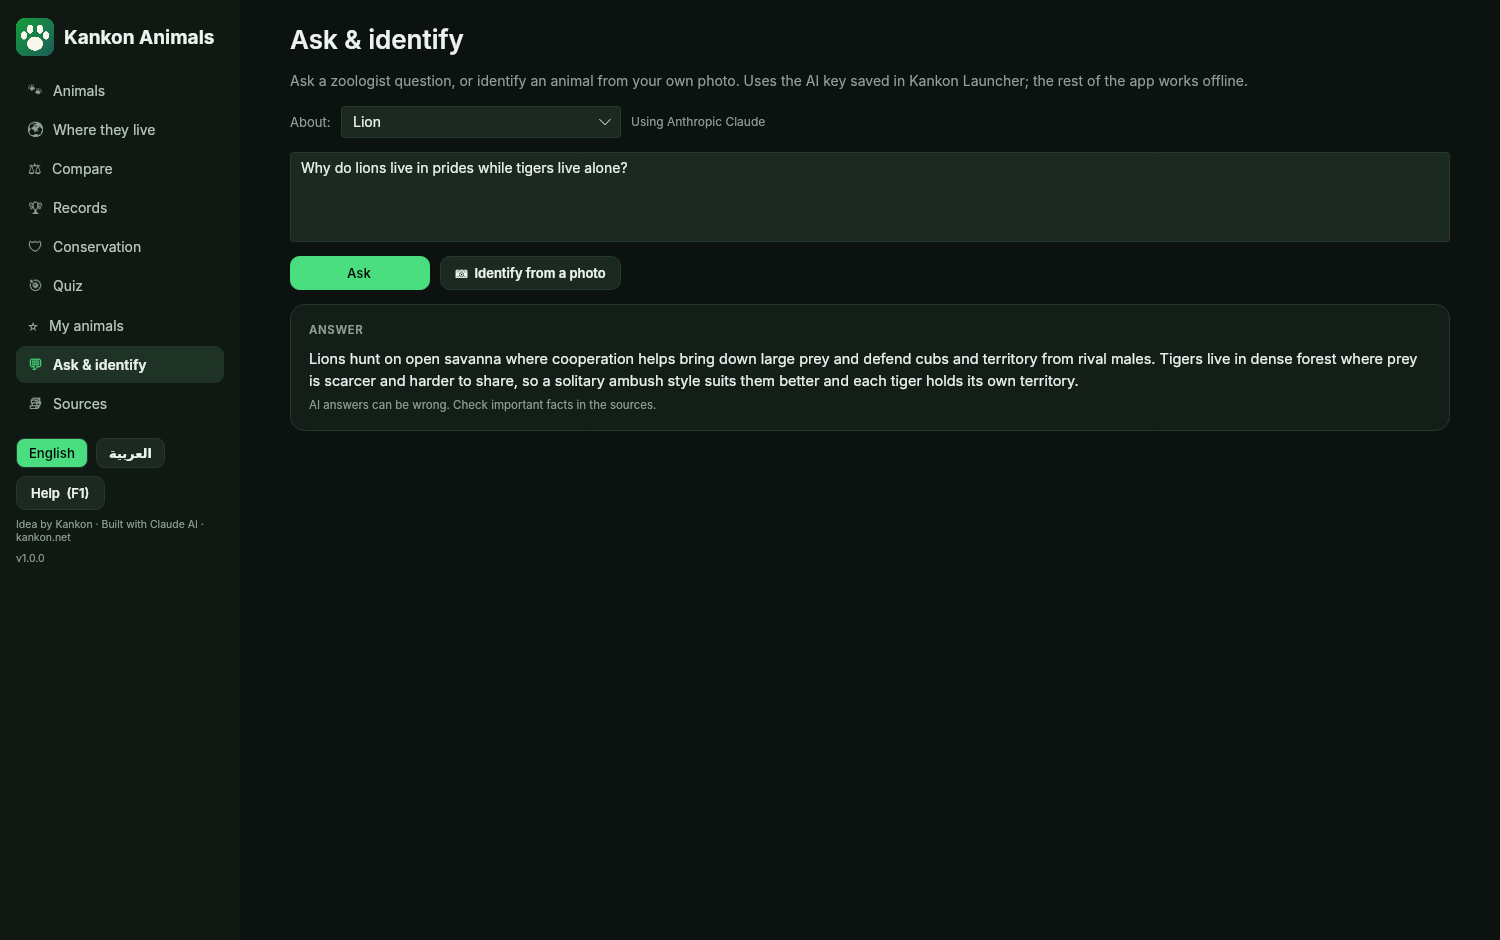 Kankon Animals
Animals
Where they live
Compare
Records
Conservation
Quiz
My animals
Ask & identify
Sources
English
العربية
Help (F1)
Idea by Kankon · Built with Claude AI ·
kankon.net
v1.0.0
Ask & identify
Ask a zoologist question, or identify an animal from your own photo. Uses the AI key saved in Kankon Launcher; the rest of the app works offline.
About: Lion Using Anthropic Claude
Why do lions live in prides while tigers live alone?
Ask
Identify from a photo
ANSWER
Lions hunt on open savanna where cooperation helps bring down large prey and defend cubs and territory from rival males. Tigers live in dense forest where prey
is scarcer and harder to share, so a solitary ambush style suits them better and each tiger holds its own territory.
AI answers can be wrong. Check important facts in the sources.